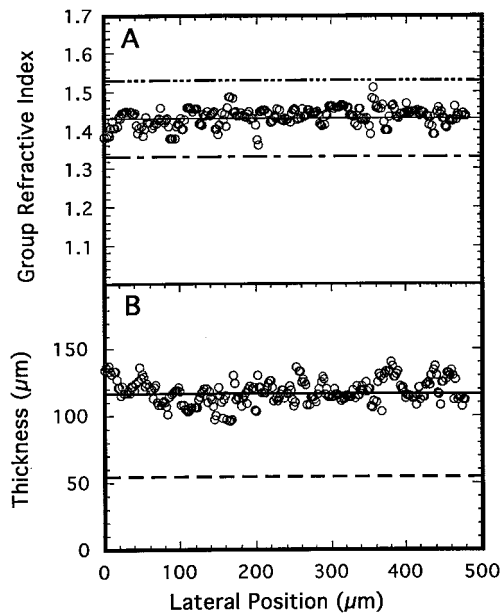 1.7
A
1.6
1.5
1.4
1.3
1.2
1.1
Group Refractive Index
B
150
100
50
0
Thickness (µm)
0 100 200 300 400 500
Lateral Position (µm)